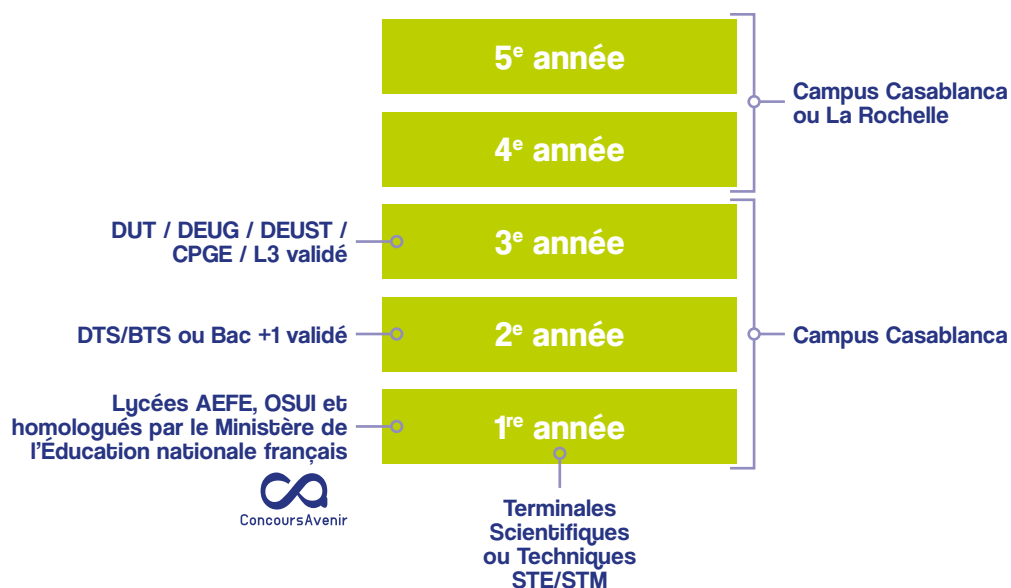 5e année
Campus Casablanca
ou La Rochelle
4e année
DUT / DEUG / DEUST /
CPGE / L3 validé
3e année
DTS/BTS ou Bac +1 validé
2e année
Campus Casablanca
Lycées AEFE, OSUI et
homologués par le Ministère de
l'Éducation nationale français
1re année
ConcoursAvenir
Terminales
Scientifiques
ou Techniques
STE/STM